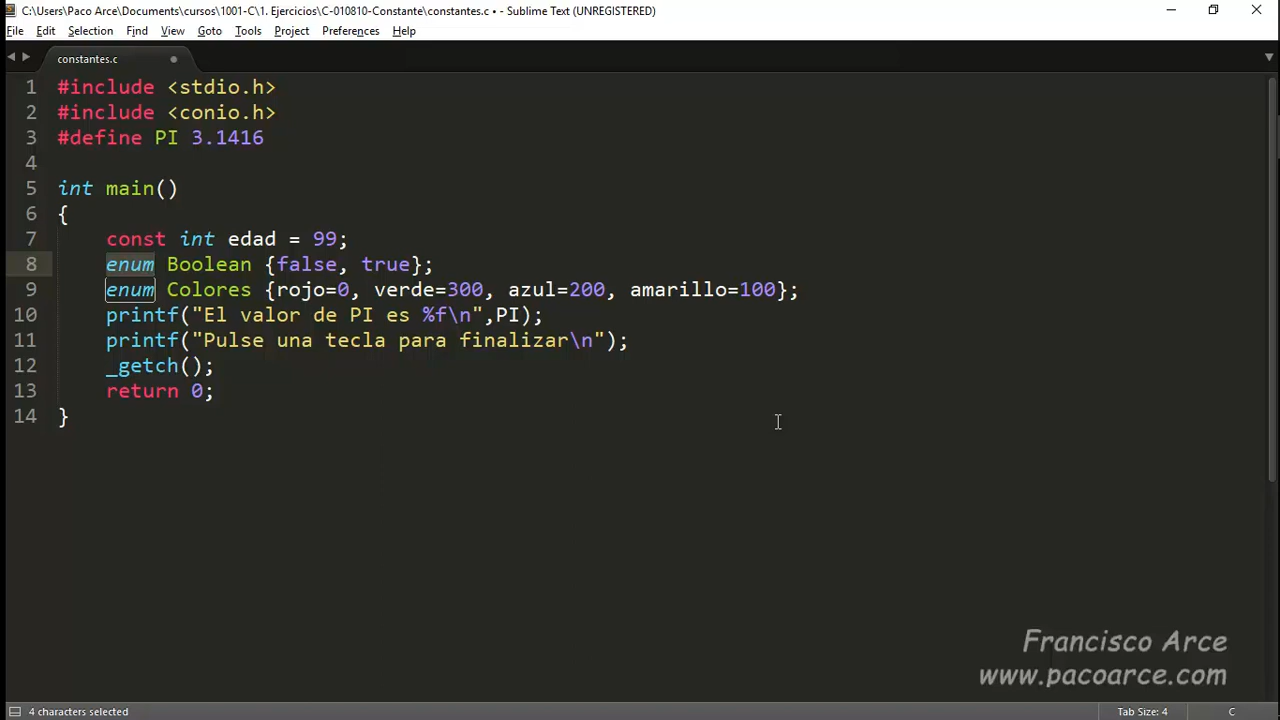 C:\Users\Paco Arce\Documents\cursos\1001-C\1. Ejercicios\C-010810-Constante\constantes.c • - Sublime Text (UNREGISTERED)
File Edit Selection Find View Goto Tools Project Preferences Help
constantes.c
1 #include <stdio.h>
2 #include <conio.h>
3 #define PI 3.1416
4
5 int main()
6 {
7 const int edad = 99;
8 enum Boolean {false, true};
9 enum Colores {rojo=0, verde=300, azul=200, amarillo=100};
10 printf("El valor de PI es %f\n",PI);
11 printf("Pulse una tecla para finalizar\n");
12 _getch();
13 return 0;
14 }
Francisco Arce
www.pacoarce.com
4 characters selected Tab Size: 4 C